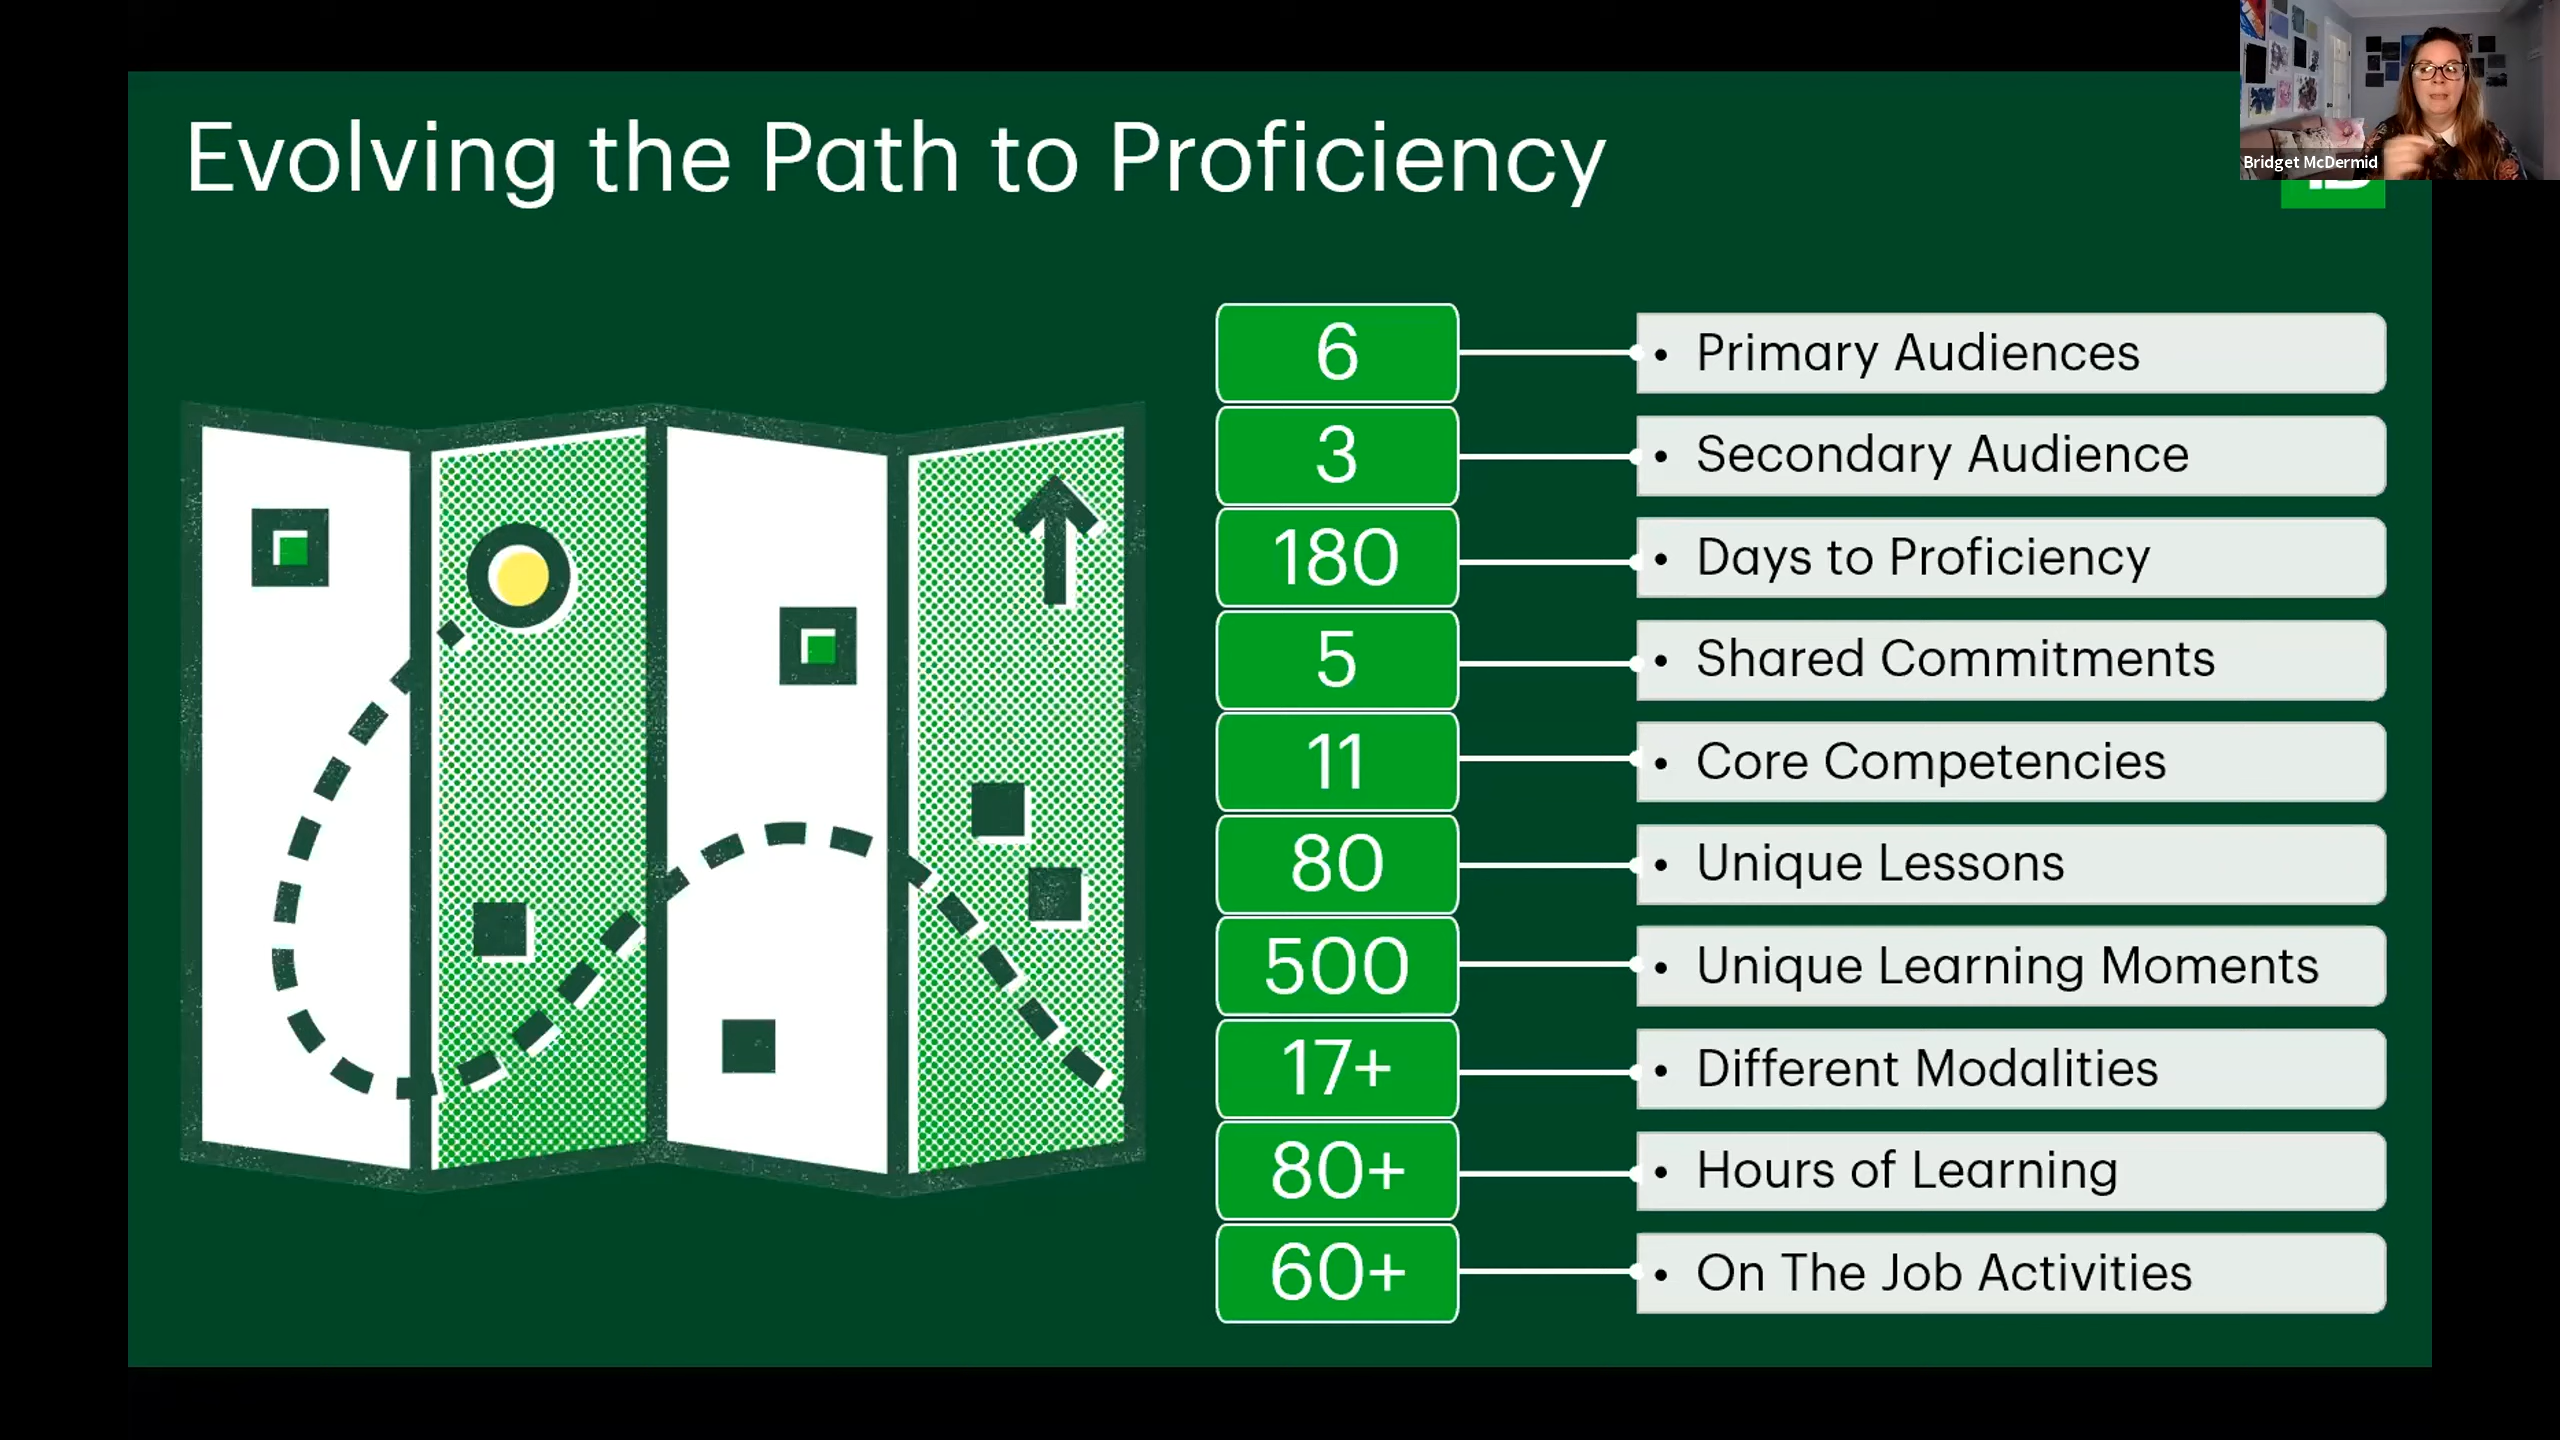 Evolving the Path to Proficiency
Bridget McDermid
6
• Primary Audiences
3
• Secondary Audience
180
• Days to Proficiency
5
• Shared Commitments
11
• Core Competencies
80
• Unique Lessons
500
• Unique Learning Moments
17+
• Different Modalities
80+
• Hours of Learning
60+
• On The Job Activities